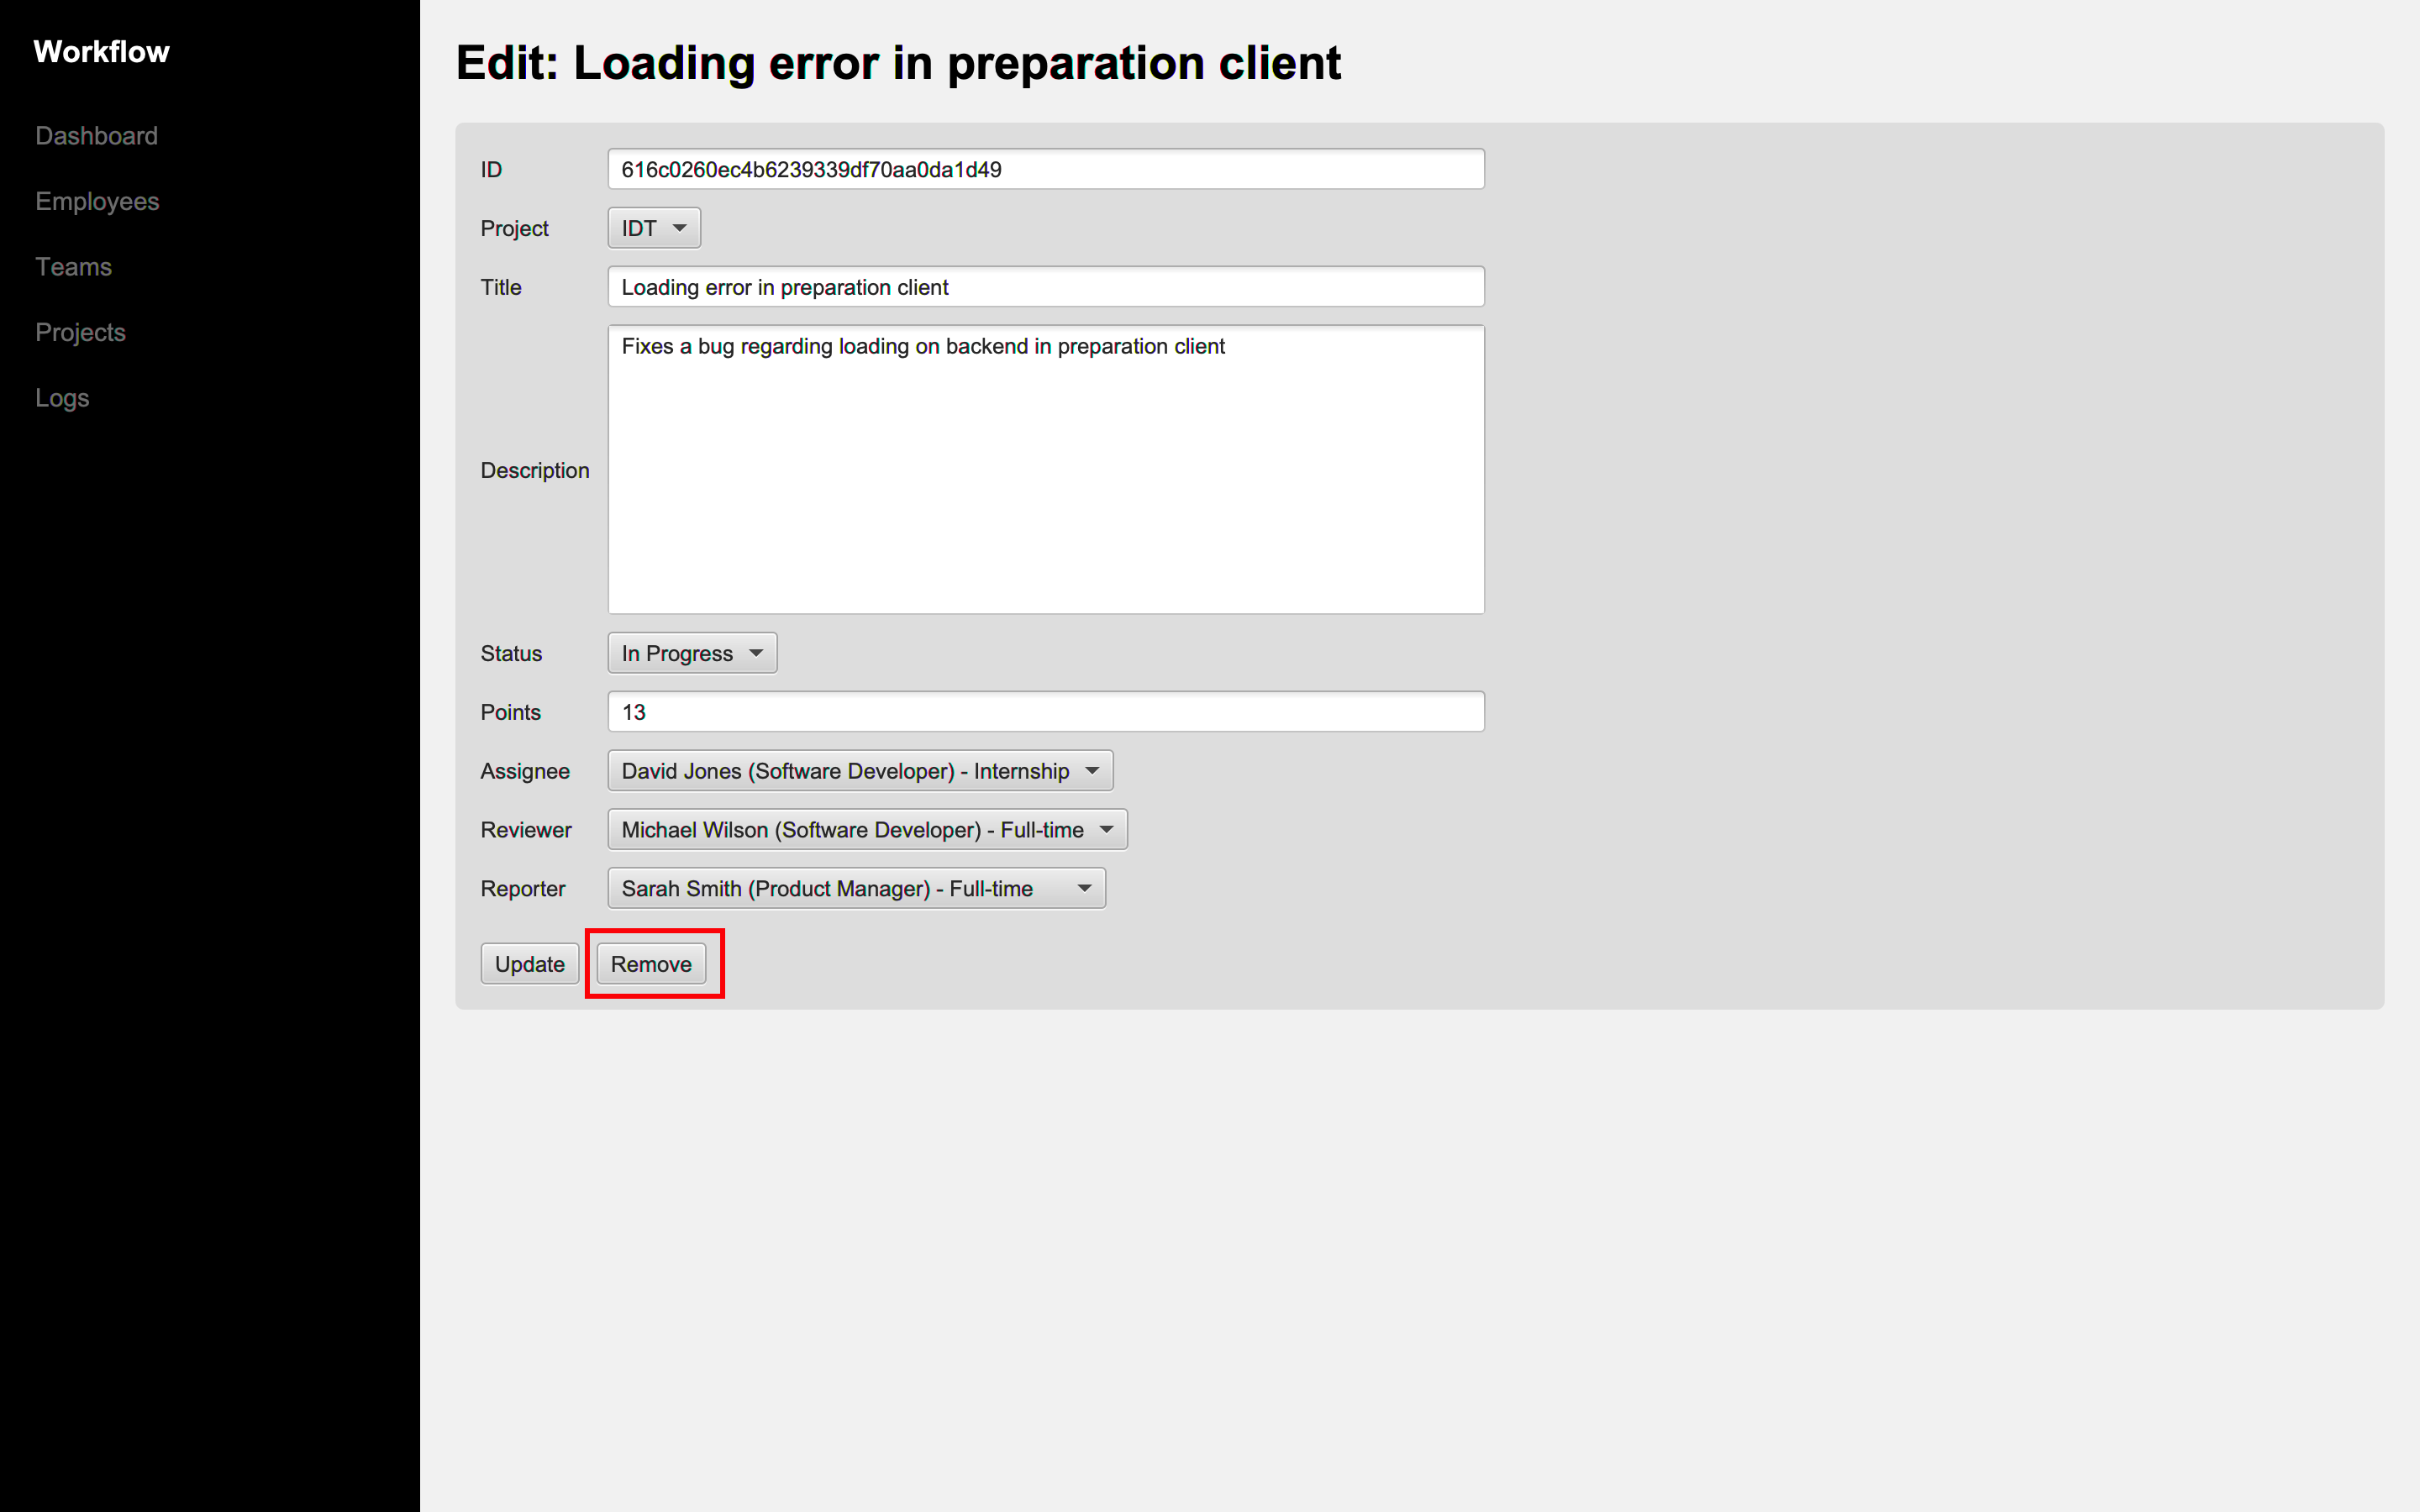 Workflow
Dashboard
Employees
Teams
Projects
Logs
Edit: Loading error in preparation client
ID 616c0260ec4b6239339df70aa0da1d49
Project IDT
Title Loading error in preparation client
Description Fixes a bug regarding loading on backend in preparation client
Status In Progress
Points 13
Assignee David Jones (Software Developer) - Internship
Reviewer Michael Wilson (Software Developer) - Full-time
Reporter Sarah Smith (Product Manager) - Full-time
Update Remove